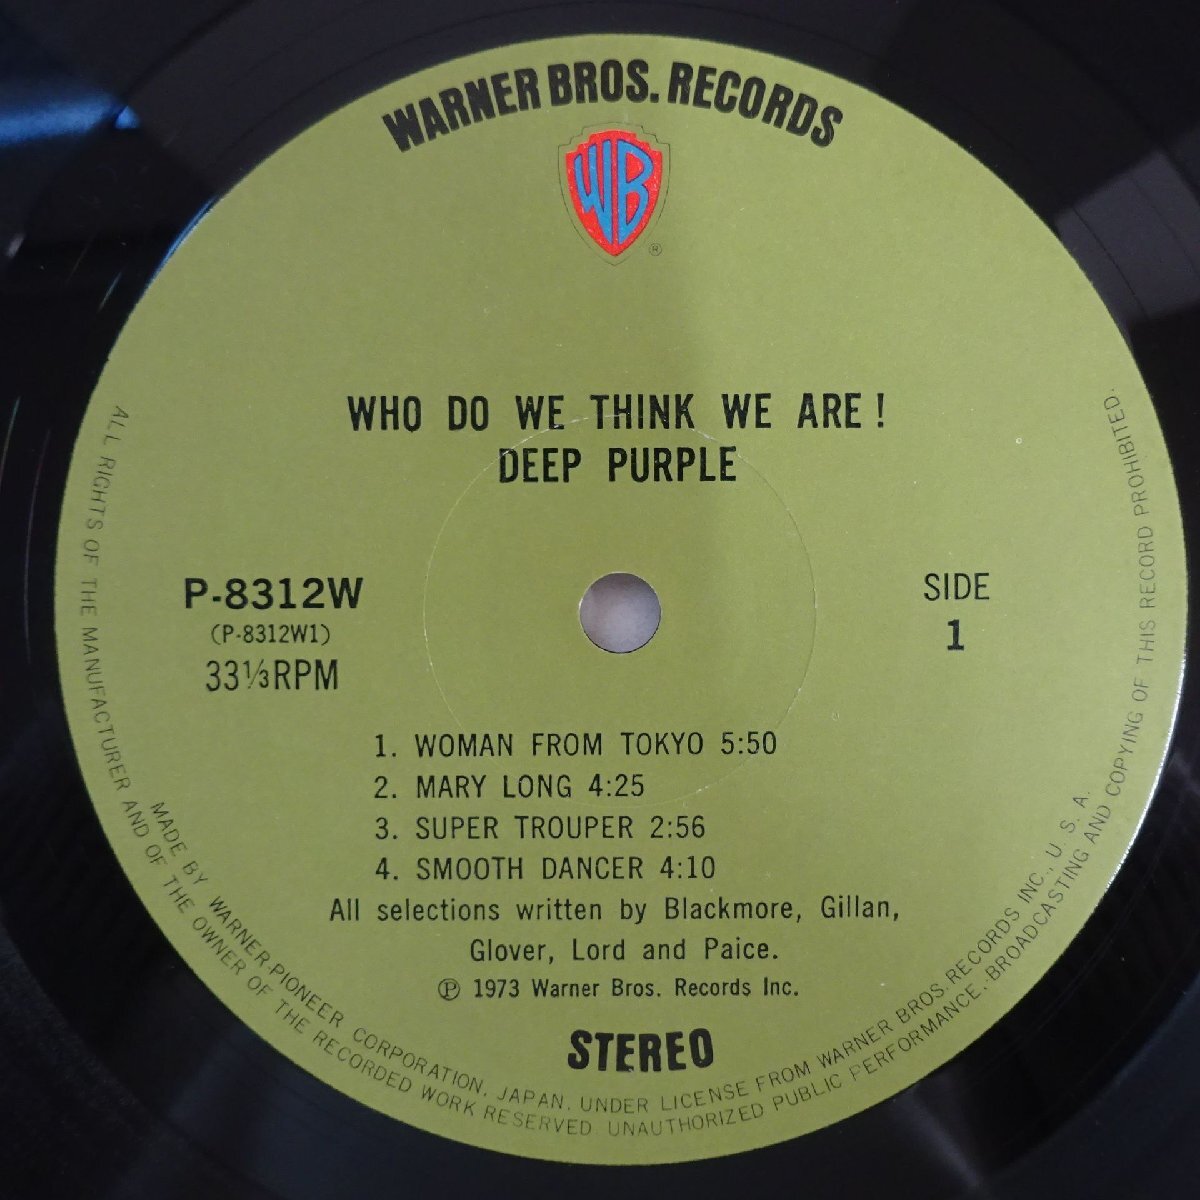 WARNER BROS. RECORDS
WB
®
WHO DO WE THINK WE ARE!
DEEP PURPLE
P-8312W
(P-8312W1)
33⅓RPM
SIDE
1
1. WOMAN FROM TOKYO 5:50
2. MARY LONG 4:25
3. SUPER TROUPER 2:56
4. SMOOTH DANCER 4:10
All selections written by Blackmore, Gillan,
Glover, Lord and Paice.
℗ 1973 Warner Bros. Records Inc.
STEREO
MADE BY WARNER-PIONEER CORPORATION, JAPAN. UNDER LICENSE FROM WARNER BROS. RECORDS INC., U. S. A.
ALL RIGHTS OF THE MANUFACTURER AND OF THE OWNER OF THE RECORDED WORK RESERVED. UNAUTHORIZED PUBLIC PERFORMANCE. BROADCASTING AND COPYING OF THIS RECORD PROHIBITED.